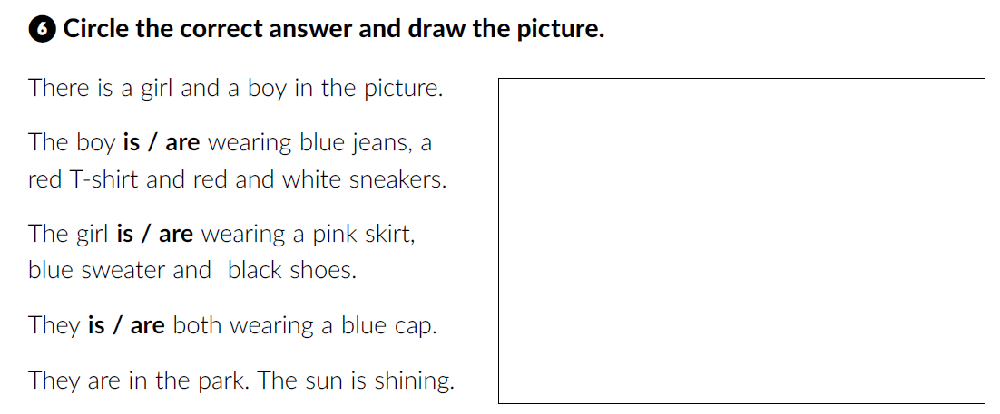 6 Circle the correct answer and draw the picture.
There is a girl and a boy in the picture.
The boy is / are wearing blue jeans, a
red T-shirt and red and white sneakers.
The girl is / are wearing a pink skirt,
blue sweater and  black shoes.
They is / are both wearing a blue cap.
They are in the park. The sun is shining.